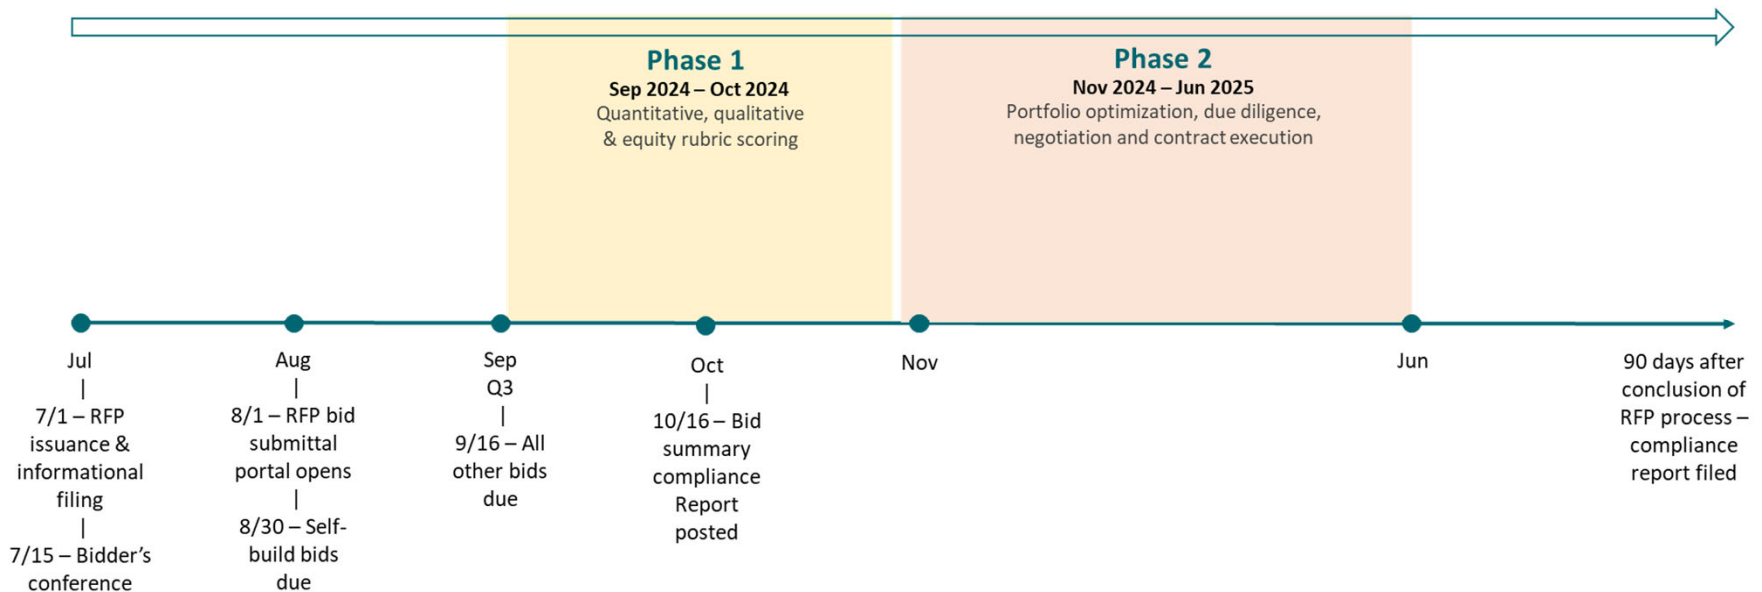 Phase 1
Sep 2024 – Oct 2024
Quantitative, qualitative
& equity rubric scoring
Phase 2
Nov 2024 – Jun 2025
Portfolio optimization, due diligence,
negotiation and contract execution
Jul
|
7/1 – RFP
issuance &
informational
filing
|
7/15 – Bidder’s
conference
Aug
|
8/1 – RFP bid
submittal
portal opens
|
8/30 – Self-
build bids
due
Sep
Q3
|
9/16 – All
other bids
due
Oct
|
10/16 – Bid
summary
compliance
Report
posted
Nov
Jun
90 days after
conclusion of
RFP process –
compliance
report filed